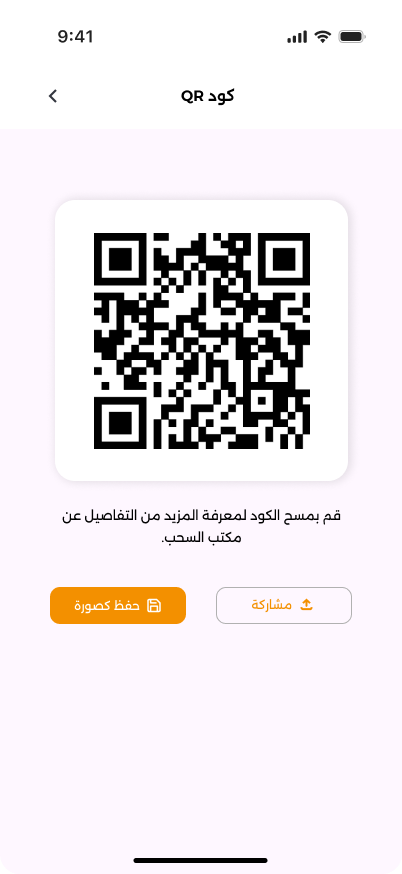 9:41
كود QR
قم بمسح الكود لمعرفة المزيد من التفاصيل عن
مكتب السحب.
مشاركة
حفظ كصورة